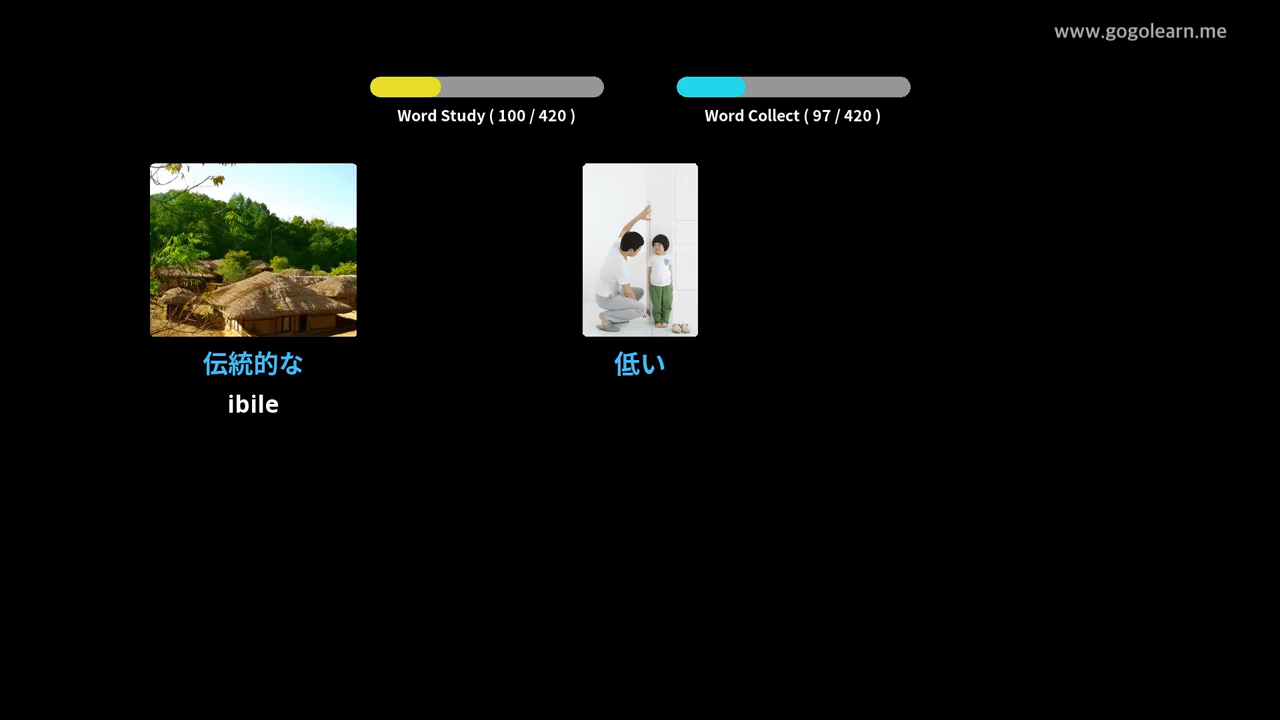 www.gogolearn.me
Word Study ( 100 / 420 )
Word Collect ( 97 / 420 )
伝統的な
ibile
低い